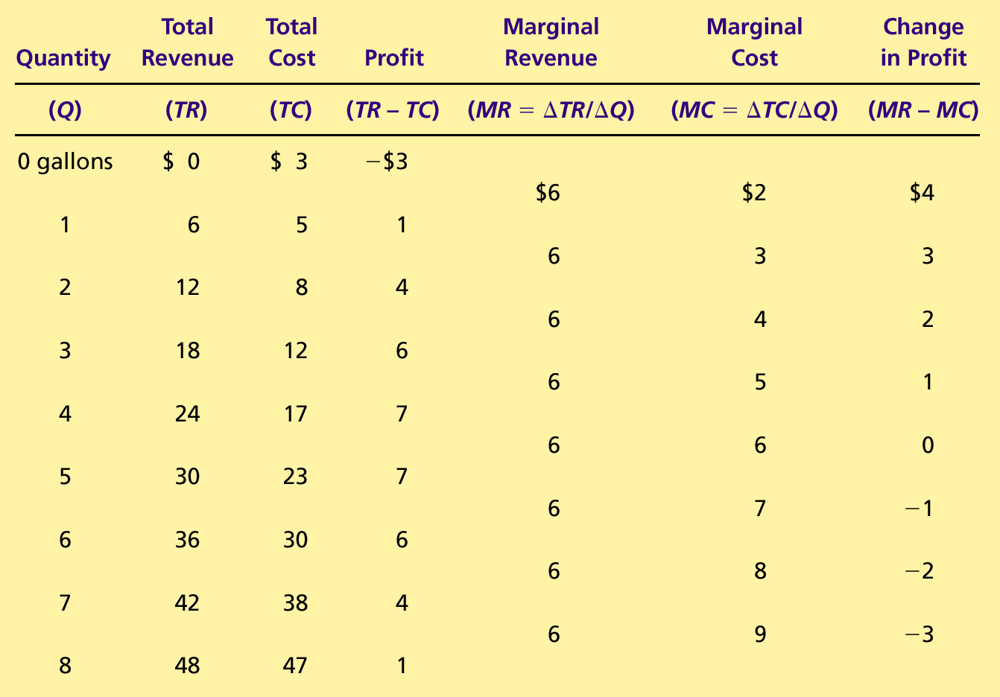 Total Total Marginal Marginal Change
Quantity Revenue Cost Profit Revenue Cost in Profit
(Q) (TR) (TC) (TR – TC) (MR = ΔTR/ΔQ) (MC = ΔTC/ΔQ) (MR – MC)
0 gallons $ 0 $ 3 −$3
$6 $2 $4
1 6 5 1
6 3 3
2 12 8 4
6 4 2
3 18 12 6
6 5 1
4 24 17 7
6 6 0
5 30 23 7
6 7 −1
6 36 30 6
6 8 −2
7 42 38 4
6 9 −3
8 48 47 1